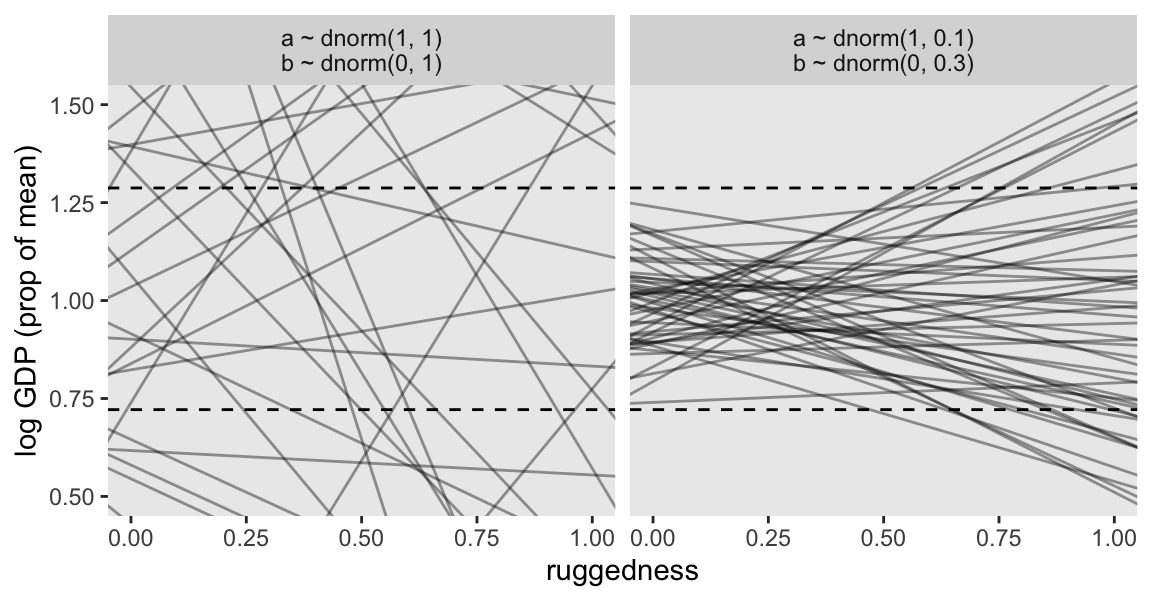 a ~ dnorm(1, 1)
b ~ dnorm(0, 1)
a ~ dnorm(1, 0.1)
b ~ dnorm(0, 0.3)
log GDP (prop of mean)
1.50
1.25
1.00
0.75
0.50
0.00 0.25 0.50 0.75 1.00
0.00 0.25 0.50 0.75 1.00
ruggedness